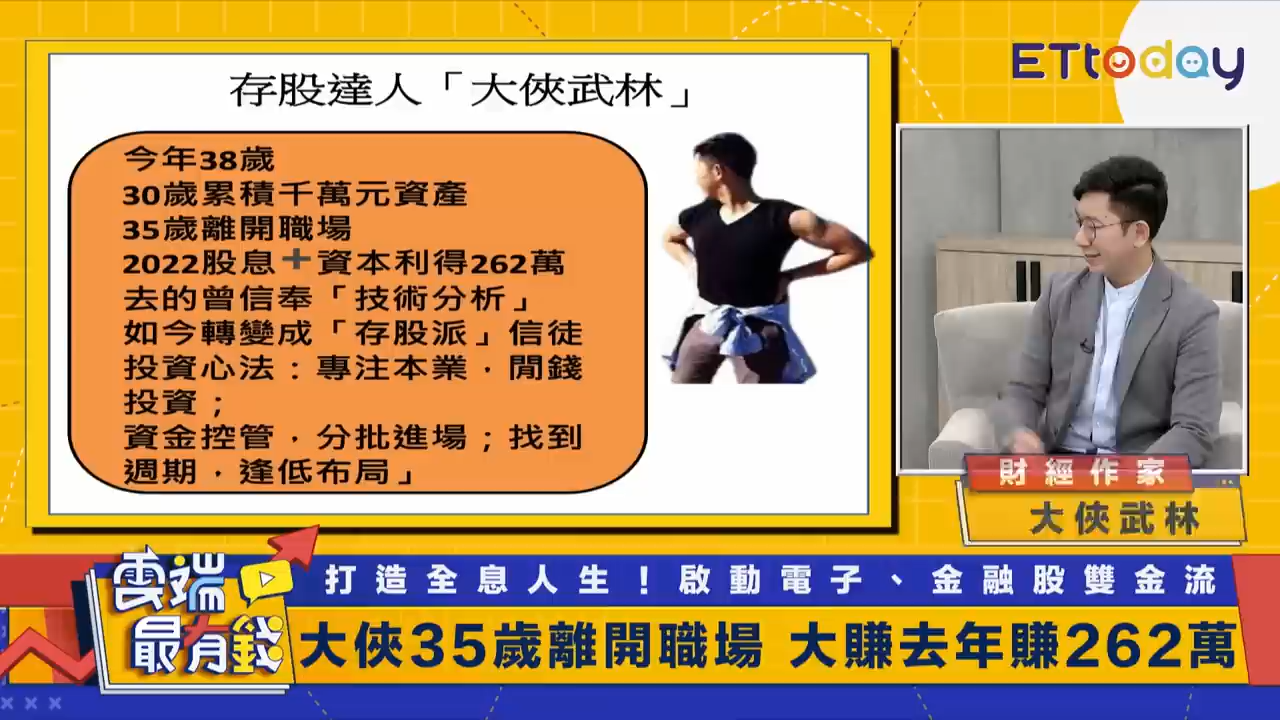 ETtoday
存股達人「大俠武林」
今年38歲
30歲累積千萬元資產
35歲離開職場
2022股息＋資本利得262萬
去的曾信奉「技術分析」
如今轉變成「存股派」信徒
投資心法：專注本業，閒錢
投資；
資金控管，分批進場；找到
週期，逢低布局」
財經作家
大俠武林
雲端
最有錢
打造全息人生！啟動電子、金融股雙金流
大俠35歲離開職場 大賺去年賺262萬